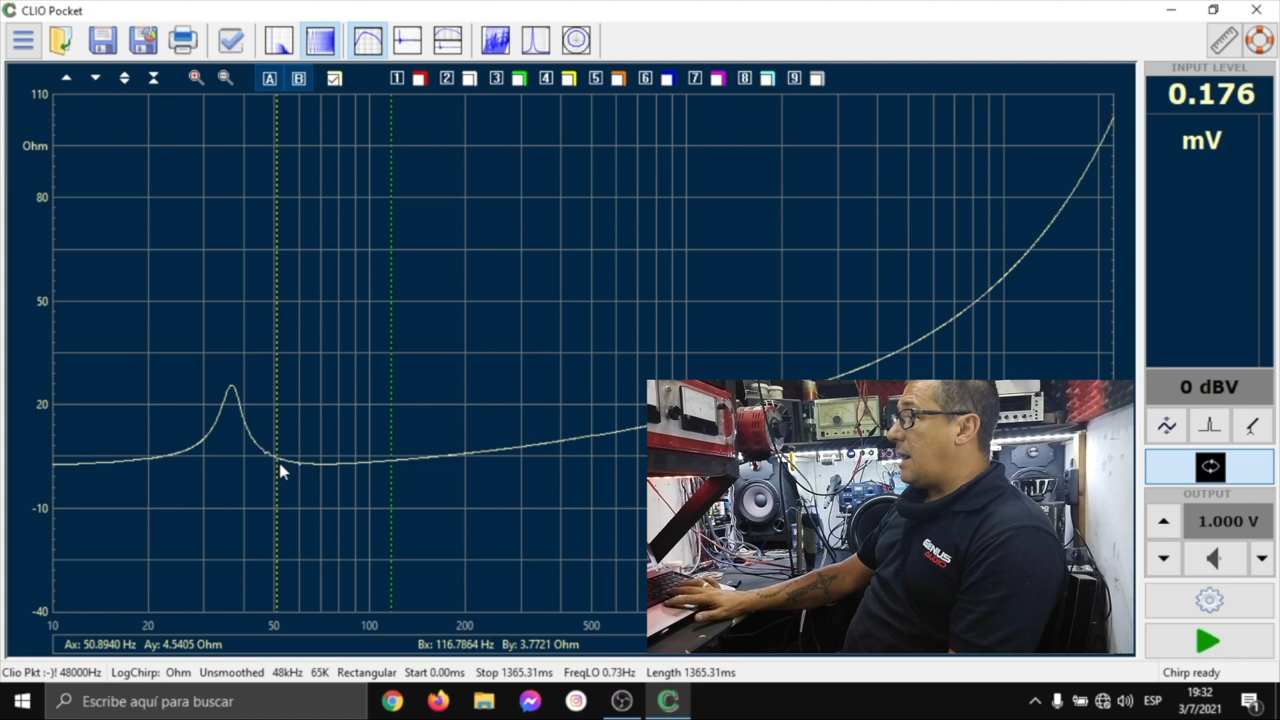 CLIO Pocket
A B 1 2 3 4 5 6 7 8 9
INPUT LEVEL
0.176
mV
0 dBV
OUTPUT
1.000 V
110
Ohm
80
50
20
-10
-40
10 20 50 100 200 500
Ax: 50.8940 Hz Ay: 4.5405 Ohm Bx: 116.7864 Hz By: 3.7721 Ohm
GENIUS
AUDIO
Clio Pkt :-)! 48000Hz LogChirp: Ohm Unsmoothed 48kHz 65K Rectangular Start 0.00ms Stop 1365.31ms FreqLO 0.73Hz Length 1365.31ms Chirp ready
Escribe aquí para buscar
ESP
19:32
3/7/2021
1